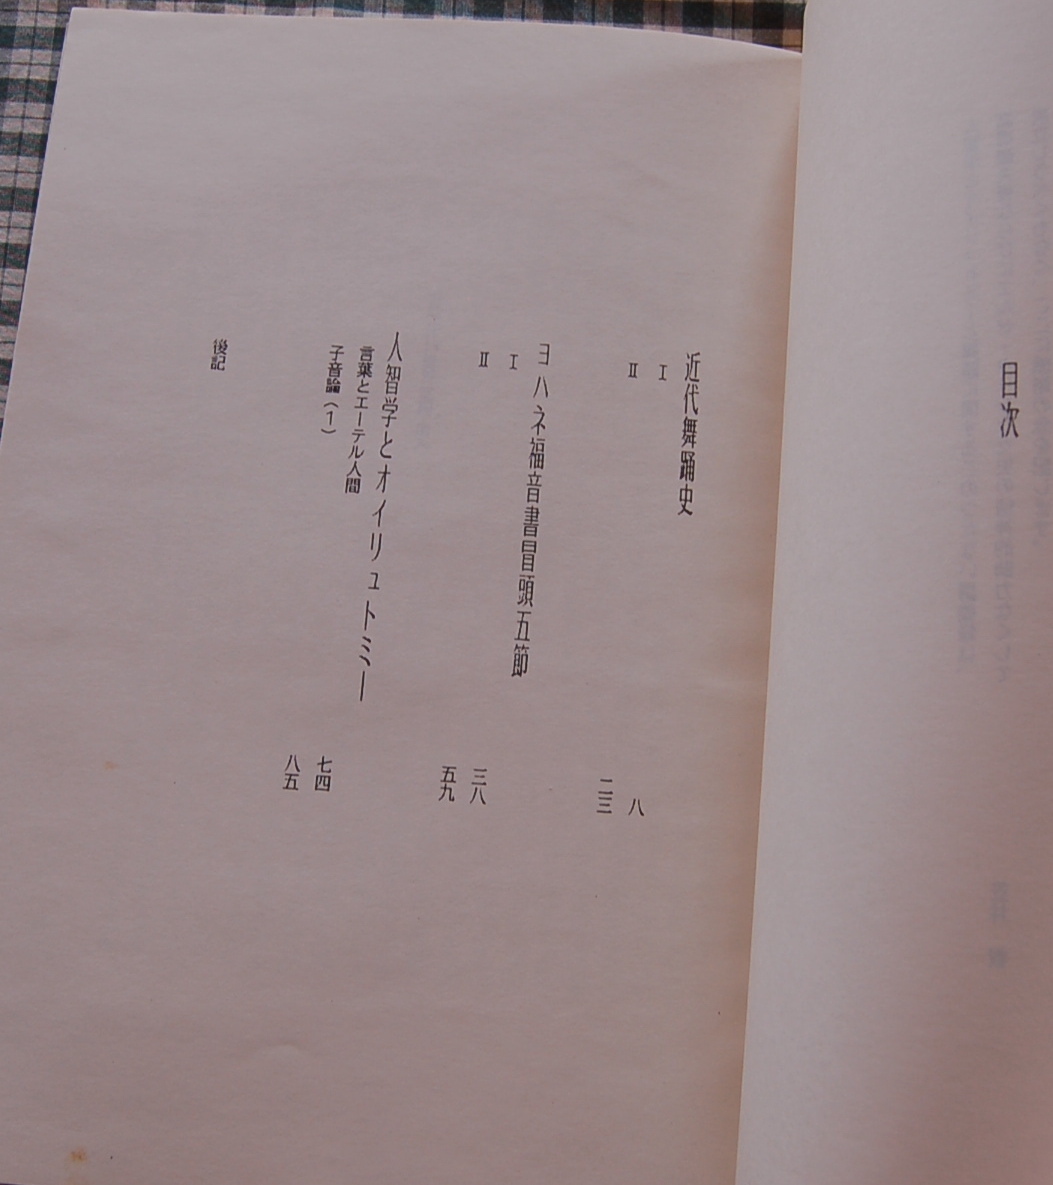 目次
近代舞踊史
Ⅰ 八
Ⅱ 二三
ヨハネ福音書冒頭五節
Ⅰ 三八
Ⅱ 五九
人智学とオイリュトミー
言葉とエーテル人間 七四
子音論（1） 八五
後記